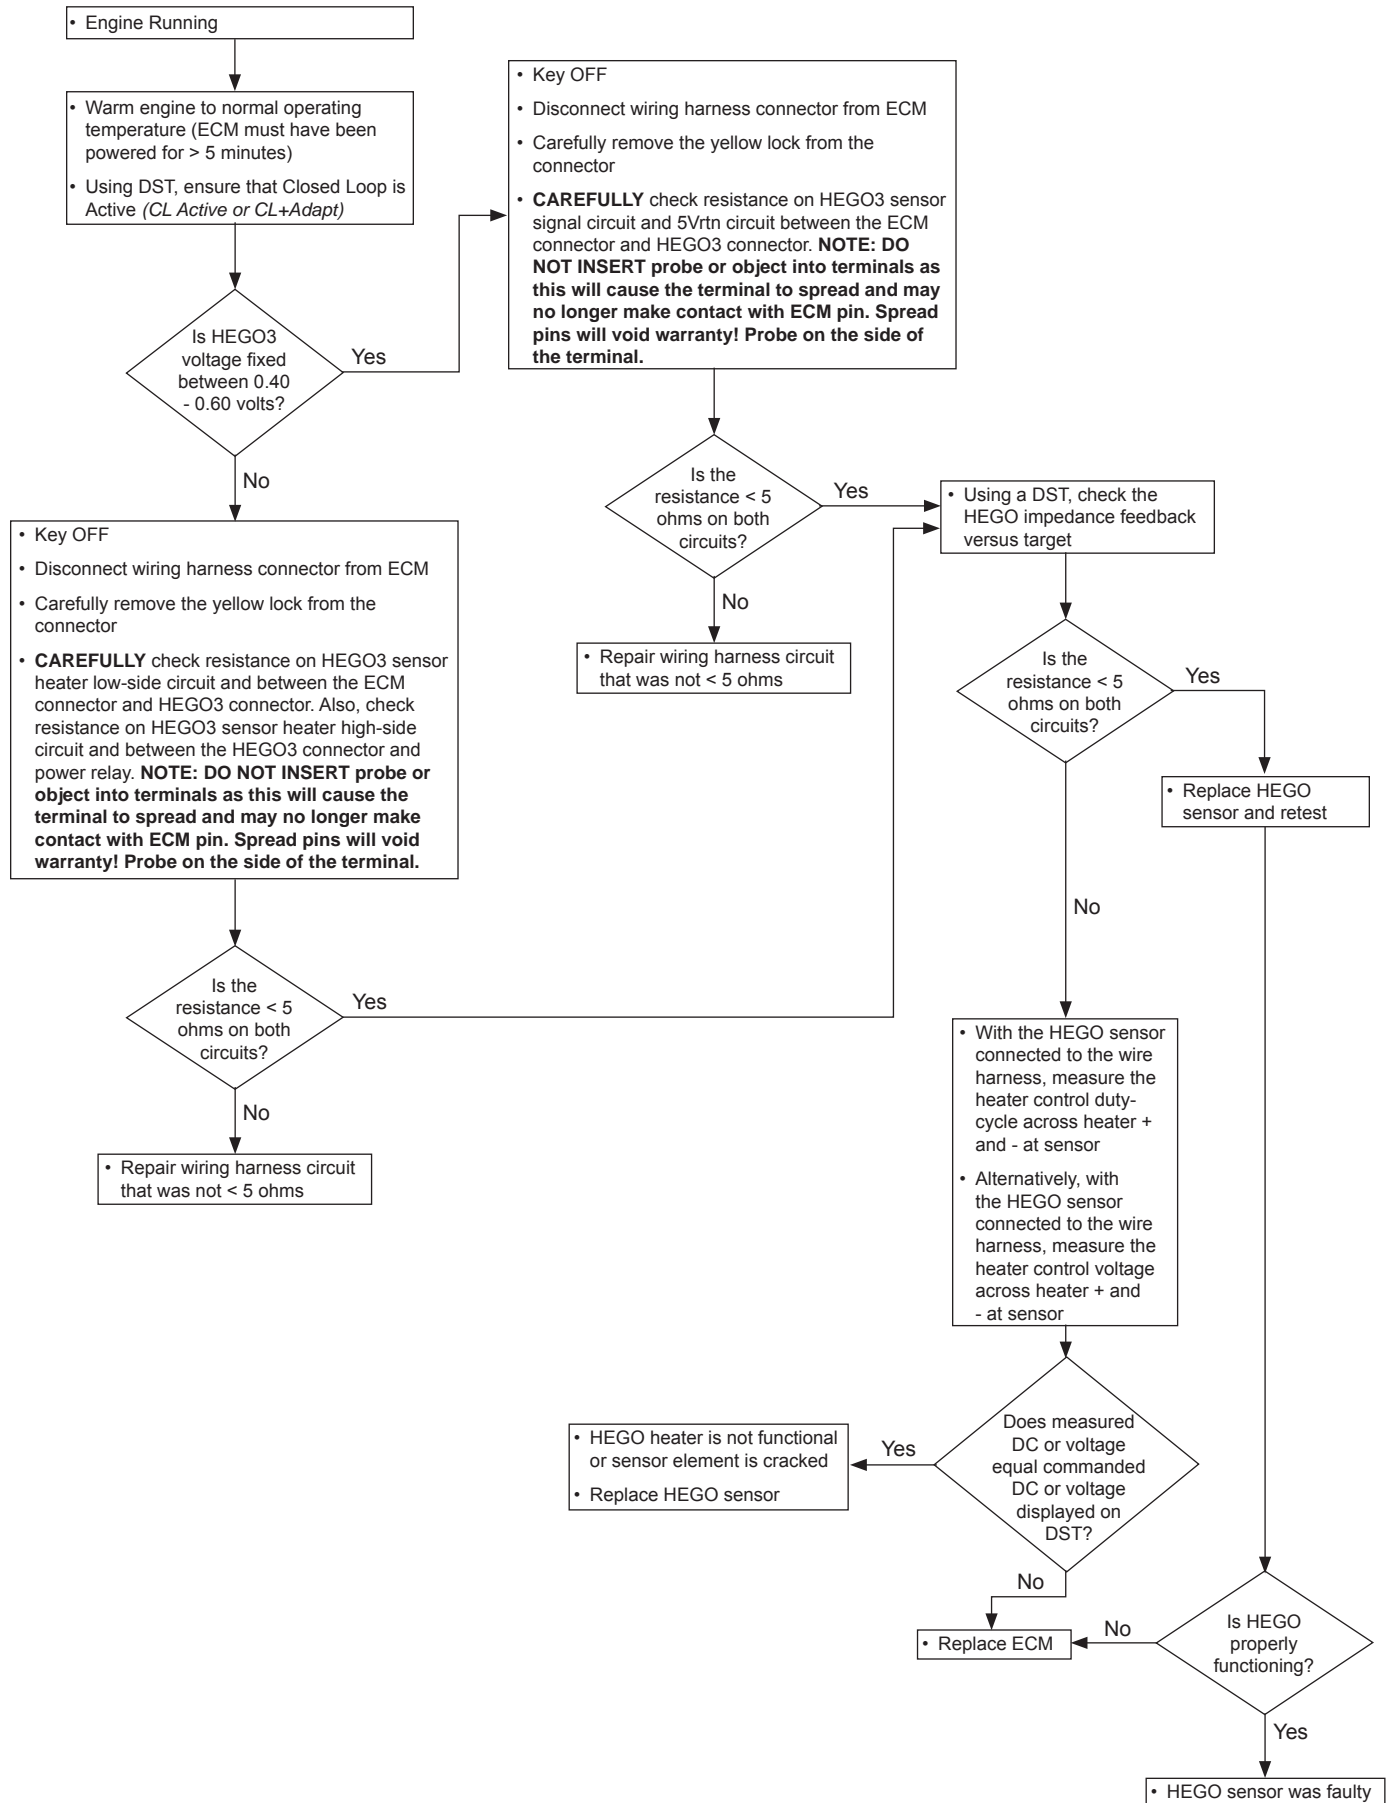 • Engine Running
• Warm engine to normal operating
temperature (ECM must have been
powered for > 5 minutes)
• Using DST, ensure that Closed Loop is
Active (CL Active or CL+Adapt)
Is HEGO3
voltage fixed
between 0.40
- 0.60 volts?
Yes
No
• Key OFF
• Disconnect wiring harness connector from ECM
• Carefully remove the yellow lock from the
connector
• CAREFULLY check resistance on HEGO3 sensor
signal circuit and 5Vrtn circuit between the ECM
connector and HEGO3 connector. NOTE: DO
NOT INSERT probe or object into terminals as
this will cause the terminal to spread and may
no longer make contact with ECM pin. Spread
pins will void warranty! Probe on the side of
the terminal.
Is the
resistance < 5
ohms on both
circuits?
Yes
No
• Repair wiring harness circuit
that was not < 5 ohms
• Key OFF
• Disconnect wiring harness connector from ECM
• Carefully remove the yellow lock from the
connector
• CAREFULLY check resistance on HEGO3 sensor
heater low-side circuit and between the ECM
connector and HEGO3 connector. Also, check
resistance on HEGO3 sensor heater high-side
circuit and between the HEGO3 connector and
power relay. NOTE: DO NOT INSERT probe or
object into terminals as this will cause the
terminal to spread and may no longer make
contact with ECM pin. Spread pins will void
warranty! Probe on the side of the terminal.
Is the
resistance < 5
ohms on both
circuits?
Yes
No
• Repair wiring harness circuit
that was not < 5 ohms
• Using a DST, check the
HEGO impedance feedback
versus target
Is the
resistance < 5
ohms on both
circuits?
Yes
• Replace HEGO
sensor and retest
No
• With the HEGO sensor
connected to the wire
harness, measure the
heater control duty-
cycle across heater +
and - at sensor
• Alternatively, with
the HEGO sensor
connected to the wire
harness, measure the
heater control voltage
across heater + and
- at sensor
Does measured
DC or voltage
equal commanded
DC or voltage
displayed on
DST?
Yes
• HEGO heater is not functional
or sensor element is cracked
• Replace HEGO sensor
No
• Replace ECM
No
Is HEGO
properly
functioning?
Yes
• HEGO sensor was faulty